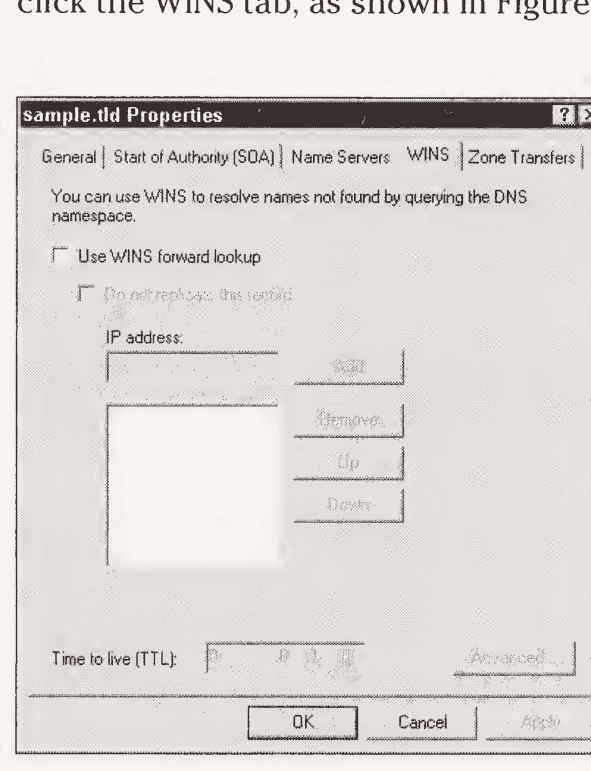 click the WINS tab, as shown in Figure
sample.tld Properties
General Start of Authority (SOA) Name Servers WINS Zone Transfers
You can use WINS to resolve names not found by querying the DNS
namespace.
Use WINS forward lookup
Do not replicate this record
IP address:
Add
Remove
Up
Down
Time to live (TTL):
Advanced...
OK Cancel Apply